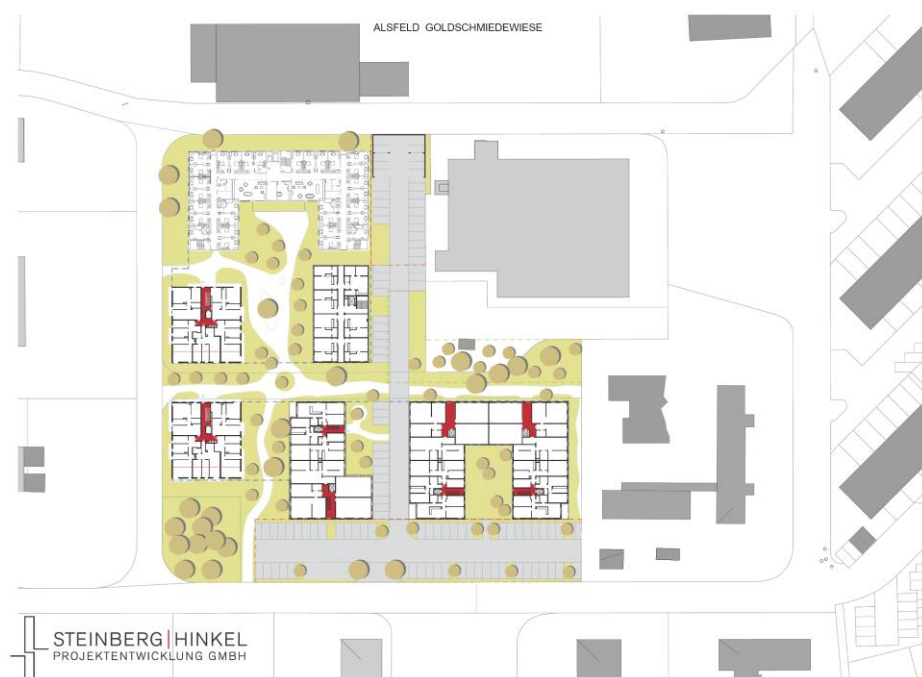 ALSFELD GOLDSCHMIEDEWIESE
STEINBERG|HINKEL
PROJEKTENTWICKLUNG GMBH